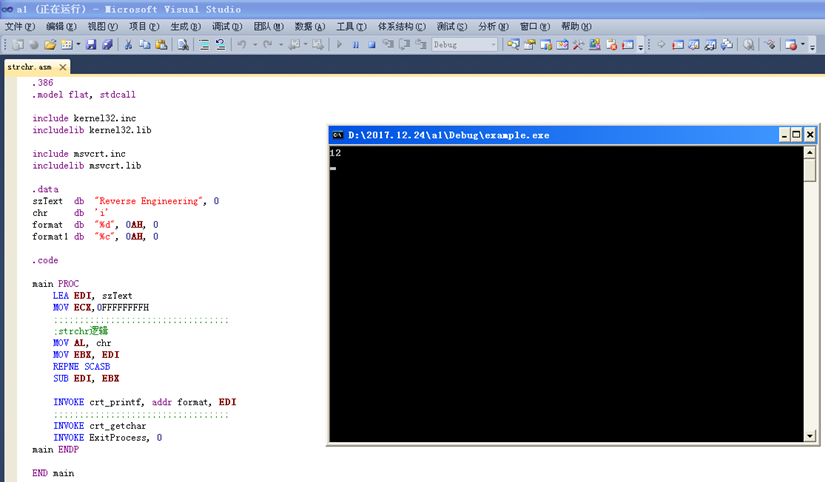 a1 (正在运行) - Microsoft Visual Studio
文件(F) 编辑(E) 视图(V) 项目(P) 生成(B) 调试(D) 团队(M) 数据(A) 工具(T) 体系结构(C) 测试(S) 分析(N) 窗口(W) 帮助(H)
Debug
strchr.asm
.386
.model flat, stdcall
include kernel32.inc
includelib kernel32.lib
include msvcrt.inc
includelib msvcrt.lib
.data
szText db "Reverse Engineering", 0
chr db 'i'
format db "%d", 0AH, 0
format1 db "%c", 0AH, 0
.code
main PROC
LEA EDI, szText
MOV ECX,0FFFFFFFFH
;;;;;;;;;;;;;;;;;;;;;;;;;;;;;;;;;;
;strchr逻辑
MOV AL, chr
MOV EBX, EDI
REPNE SCASB
SUB EDI, EBX
INVOKE crt_printf, addr format, EDI
;;;;;;;;;;;;;;;;;;;;;;;;;;;;;;;;;;
INVOKE crt_getchar
INVOKE ExitProcess, 0
main ENDP
END main
D:\2017.12.24\a1\Debug\example.exe
12